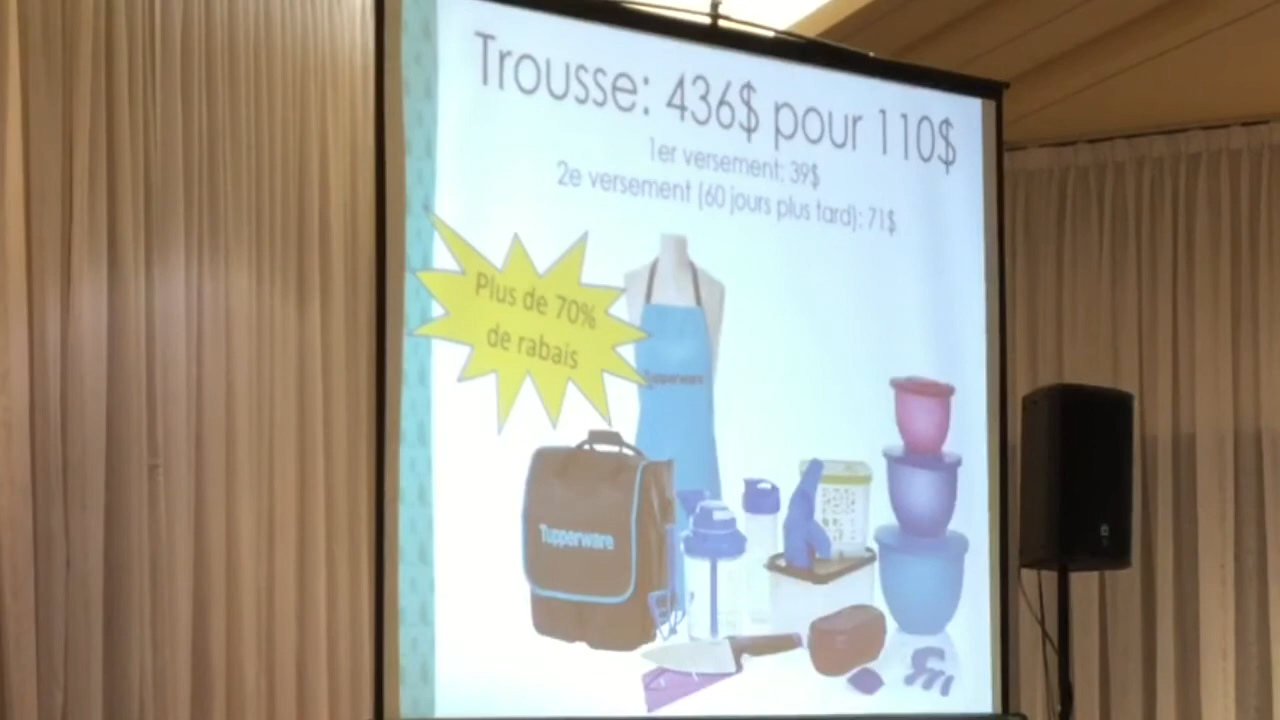 Trousse: 436$ pour 110$
1er versement: 39$
2e versement (60 jours plus tard): 71$
Plus de 70%
de rabais
Tupperware
Tupperware